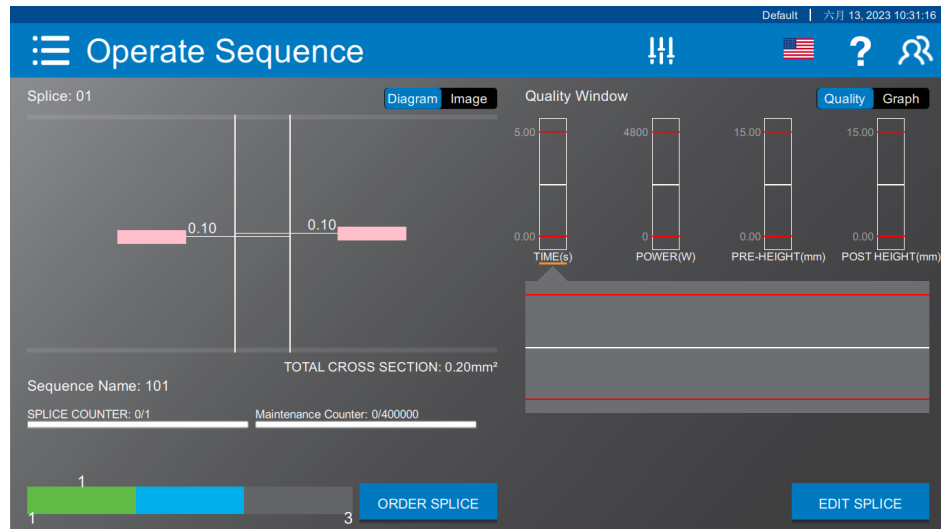 Default 六月 13, 2023 10:31:16
Operate Sequence ?
Splice: 01 Diagram Image
0.10 0.10
TOTAL CROSS SECTION: 0.20mm²
Sequence Name: 101
SPLICE COUNTER: 0/1 Maintenance Counter: 0/400000
1
1 3
ORDER SPLICE
Quality Window Quality Graph
5.00 4800 15.00 15.00
0.00 0 0.00 0.00
TIME(s) POWER(W) PRE-HEIGHT(mm) POST HEIGHT(mm)
EDIT SPLICE